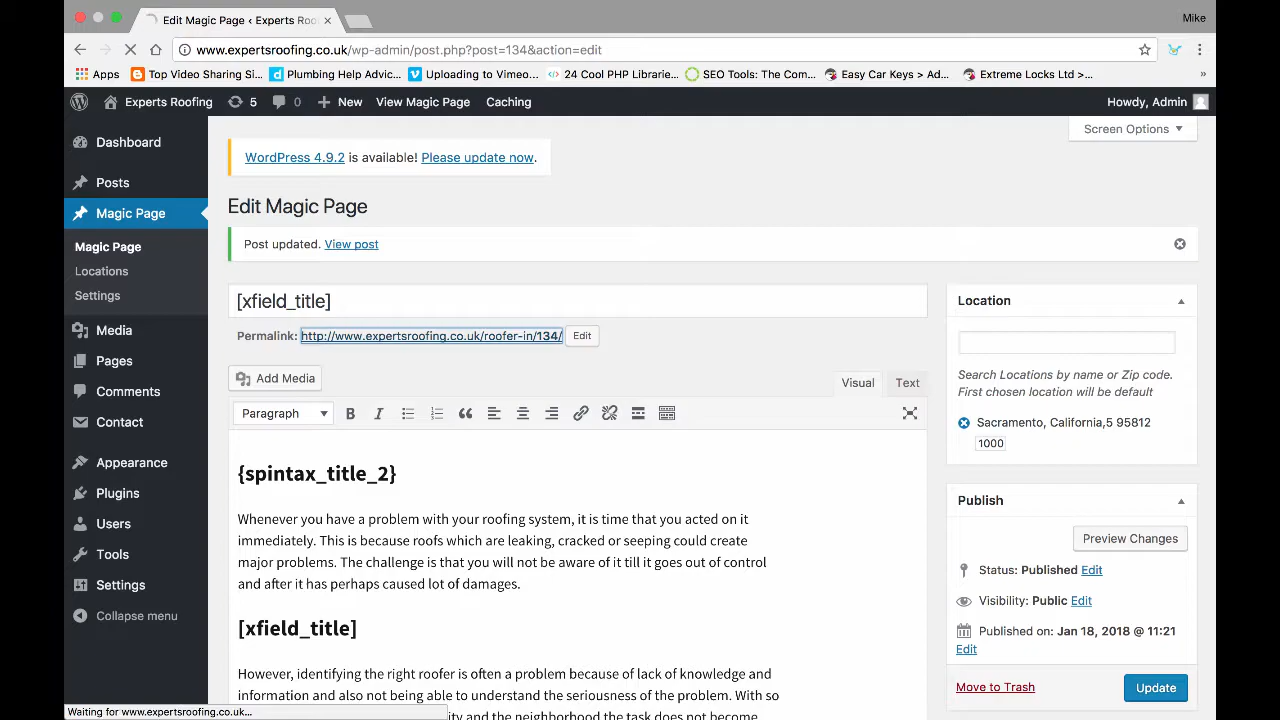 Edit Magic Page ‹ Experts Roo
Mike
www.expertsroofing.co.uk/wp-admin/post.php?post=134&action=edit
Apps
Top Video Sharing Si...
Plumbing Help Advic...
Uploading to Vimeo...
24 Cool PHP Librarie...
SEO Tools: The Com...
Easy Car Keys > Ad...
Extreme Locks Ltd >...
»
Experts Roofing
5
0
New
View Magic Page
Caching
Howdy, Admin
Dashboard
Posts
Magic Page
Magic Page
Locations
Settings
Media
Pages
Comments
Contact
Appearance
Plugins
Users
Tools
Settings
Collapse menu
Screen Options
WordPress 4.9.2 is available! Please update now.
Edit Magic Page
Post updated. View post
[xfield_title]
Permalink: http://www.expertsroofing.co.uk/roofer-in/134/ Edit
Add Media
Visual
Text
Paragraph
{spintax_title_2}
Whenever you have a problem with your roofing system, it is time that you acted on it
immediately. This is because roofs which are leaking, cracked or seeping could create
major problems. The challenge is that you will not be aware of it till it goes out of control
and after it has perhaps caused lot of damages.
[xfield_title]
However, identifying the right roofer is often a problem because of lack of knowledge and
information and also not being able to understand the seriousness of the problem. With so
ity and the neighborhood the task does not become
Location
Search Locations by name or Zip code.
First chosen location will be default
Sacramento, California,5 95812
1000
Publish
Preview Changes
Status: Published Edit
Visibility: Public Edit
Published on: Jan 18, 2018 @ 11:21
Edit
Move to Trash
Update
Waiting for www.expertsroofing.co.uk...